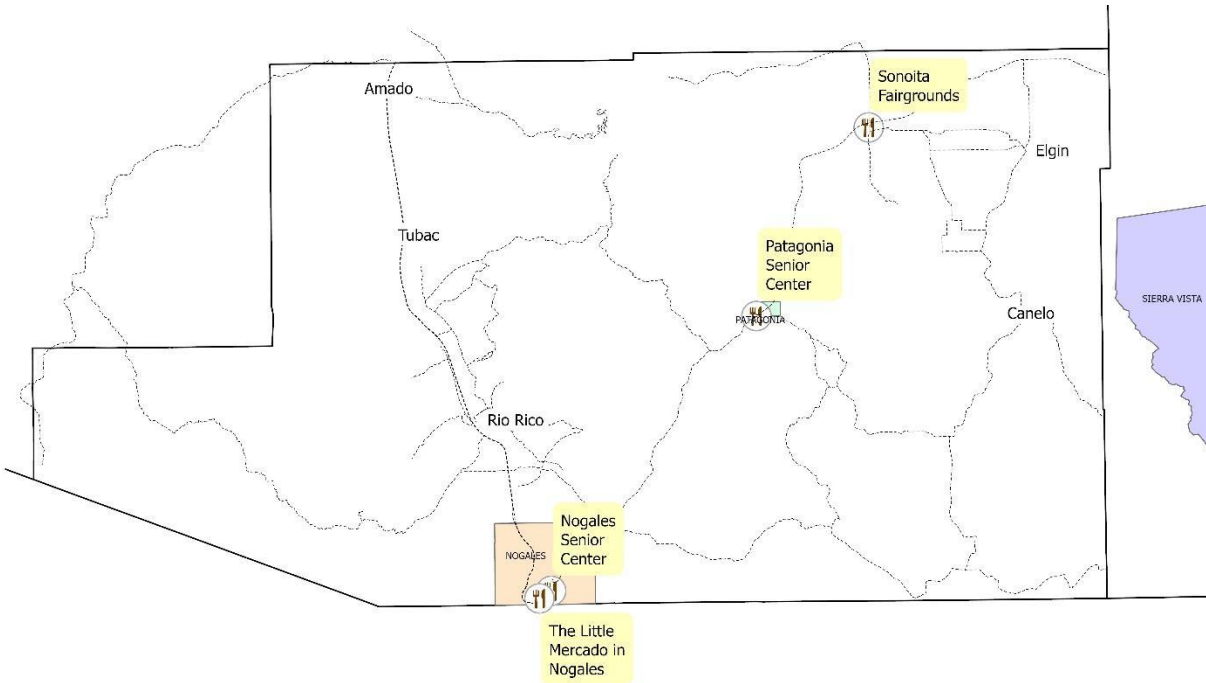 Sonoita
Fairgrounds
Amado
Elgin
Tubac
Patagonia
Senior
Center
SIERRA VISTA
PATAGONIA
Canelo
Rio Rico
Nogales
Senior
Center
NOGALES
The Little
Mercado in
Nogales